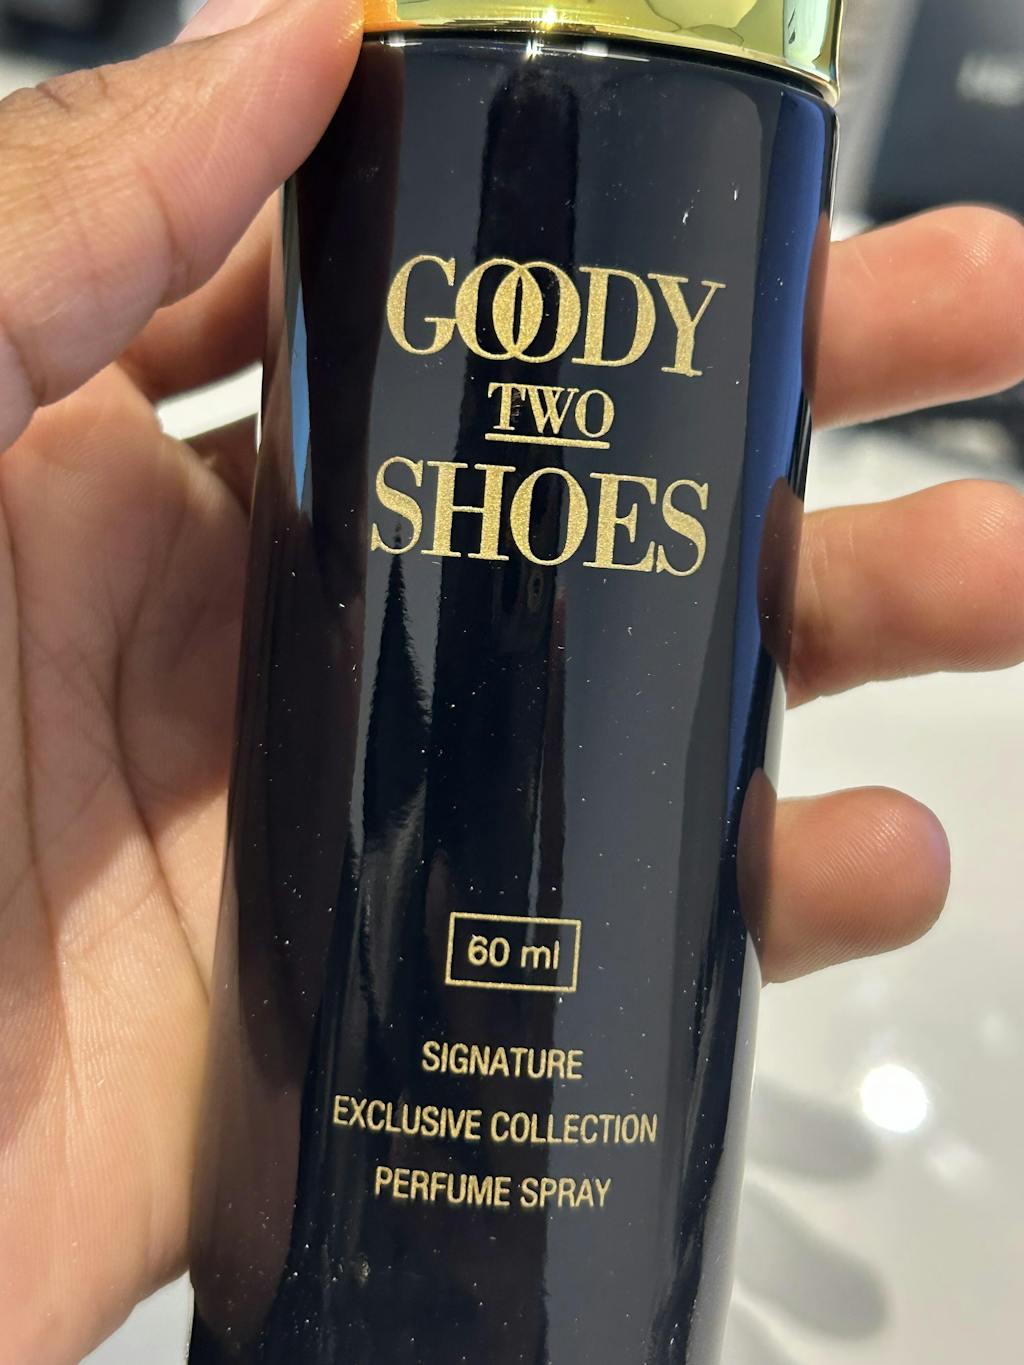 GOODY
TWO
SHOES
60 ml
SIGNATURE
EXCLUSIVE COLLECTION
PERFUME SPRAY